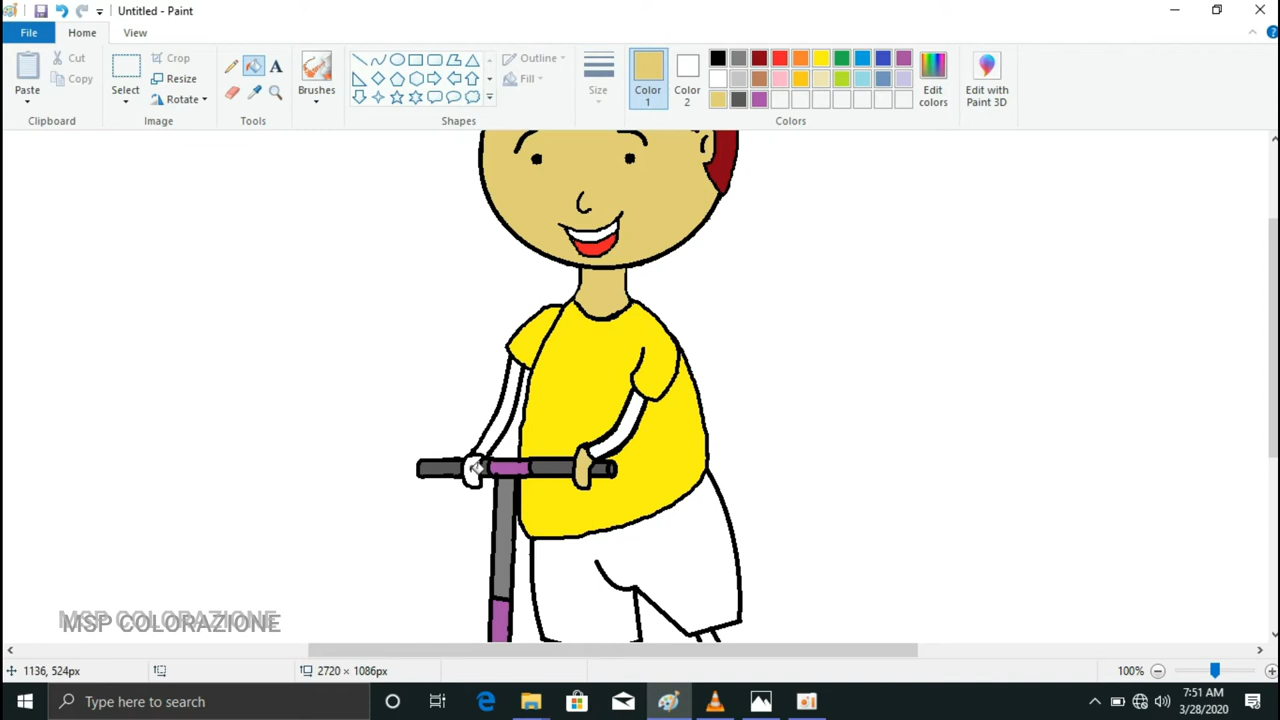 Untitled - Paint
File Home View
Paste
Cut
Copy
Clipboard
Select
Crop
Resize
Rotate
Image
A
Tools
Brushes
Outline
Fill
Shapes
Size
Color 1
Color 2
Edit colors
Colors
Edit with Paint 3D
MSP COLORAZIONE
MSP COLORAZIONE
1136, 524px
2720 × 1086px
100%
Type here to search
7:51 AM
3/28/2020